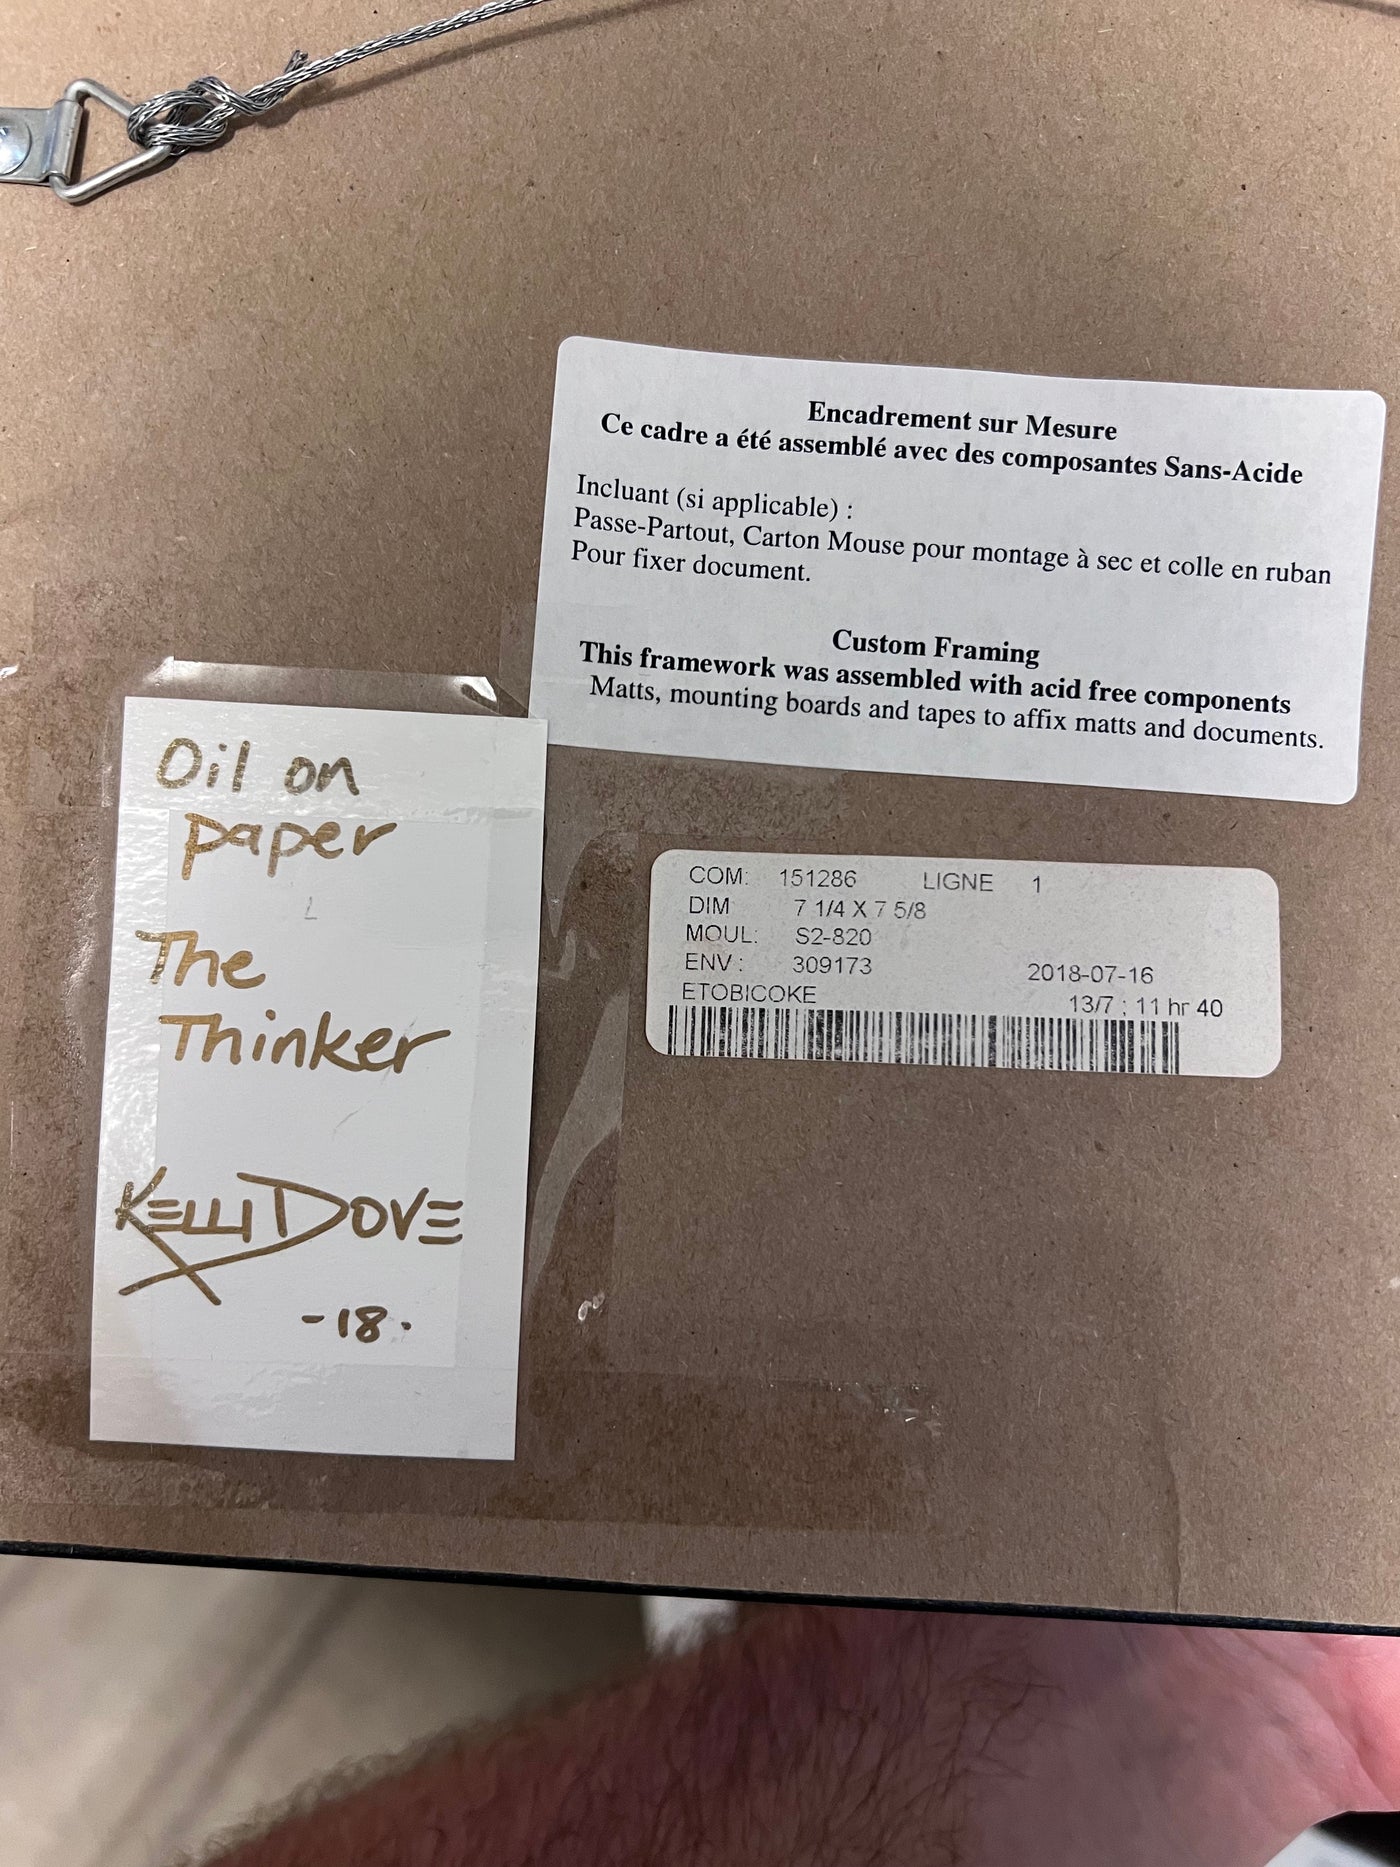 Encadrement sur Mesure
Ce cadre a été assemblé avec des composantes Sans-Acide
Incluant (si applicable) :
Passe-Partout, Carton Mouse pour montage à sec et colle en ruban
Pour fixer document.
Custom Framing
This framework was assembled with acid free components
Matts, mounting boards and tapes to affix matts and documents.
Oil on
paper
The
Thinker
KELLI DOVE
-18.
COM: 151286 LIGNE 1
DIM 7 1/4 X 7 5/8
MOUL: S2-820
ENV : 309173 2018-07-16
ETOBICOKE 13/7 ; 11 hr 40